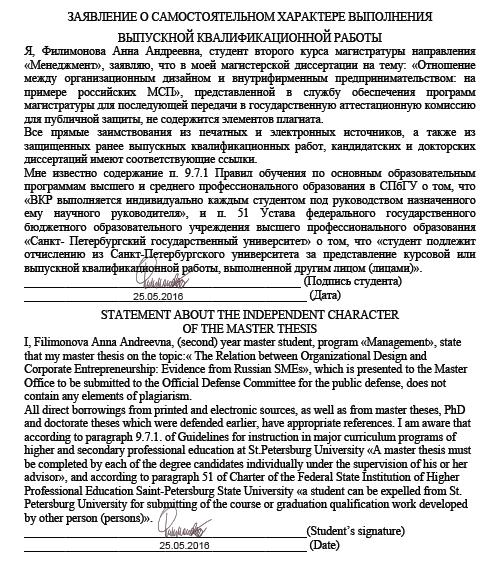 ЗАЯВЛЕНИЕ О САМОСТОЯТЕЛЬНОМ ХАРАКТЕРЕ ВЫПОЛНЕНИЯ
ВЫПУСКНОЙ КВАЛИФИКАЦИОННОЙ РАБОТЫ
Я, Филимонова Анна Андреевна, студент второго курса магистратуры направления
«Менеджмент», заявляю, что в моей магистерской диссертации на тему: «Отношение
между организационным дизайном и внутрифирменным предпринимательством: на
примере российских МСП», представленной в службу обеспечения программ
магистратуры для последующей передачи в государственную аттестационную комиссию
для публичной защиты, не содержится элементов плагиата.
Все прямые заимствования из печатных и электронных источников, а также из
защищенных ранее выпускных квалификационных работ, кандидатских и докторских
диссертаций имеют соответствующие ссылки.
Мне известно содержание п. 9.7.1 Правил обучения по основным образовательным
программам высшего и среднего профессионального образования в СПбГУ о том, что
«ВКР выполняется индивидуально каждым студентом под руководством назначенного
ему научного руководителя», и п. 51 Устава федерального государственного
бюджетного образовательного учреждения высшего профессионального образования
«Санкт- Петербургский государственный университет» о том, что «студент подлежит
отчислению из Санкт-Петербургского университета за представление курсовой или
выпускной квалификационной работы, выполненной другим лицом (лицами)».
(Подпись студента)
25.05.2016 (Дата)
STATEMENT ABOUT THE INDEPENDENT CHARACTER
OF THE MASTER THESIS
I, Filimonova Anna Andreevna, (second) year master student, program «Management», state
that my master thesis on the topic:« The Relation between Organizational Design and
Corporate Entrepreneurship: Evidence from Russian SMEs», which is presented to the Master
Office to be submitted to the Official Defense Committee for the public defense, does not
contain any elements of plagiarism.
All direct borrowings from printed and electronic sources, as well as from master theses, PhD
and doctorate theses which were defended earlier, have appropriate references. I am aware that
according to paragraph 9.7.1. of Guidelines for instruction in major curriculum programs of
higher and secondary professional education at St.Petersburg University «A master thesis
must be completed by each of the degree candidates individually under the supervision of his or her
advisor», and according to paragraph 51 of Charter of the Federal State Institution of Higher
Professional Education Saint-Petersburg State University «a student can be expelled from St.
Petersburg University for submitting of the course or graduation qualification work developed
by other person (persons)».
(Student’s signature)
25.05.2016 (Date)